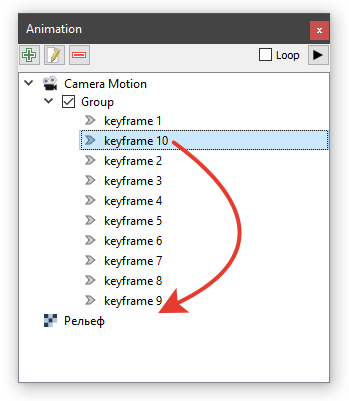 Animation
x
Loop
Camera Motion
Group
keyframe 1
keyframe 10
keyframe 2
keyframe 3
keyframe 4
keyframe 5
keyframe 6
keyframe 7
keyframe 8
keyframe 9
Рельеф